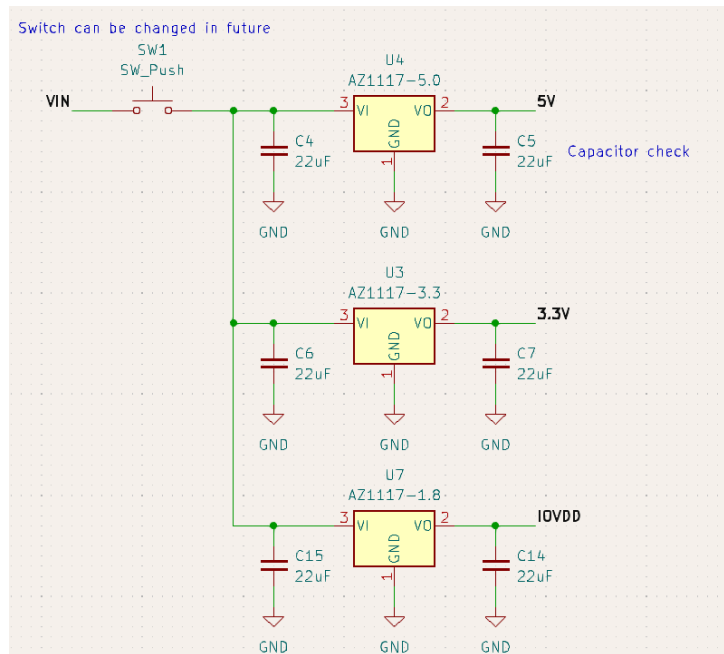 Switch can be changed in future
SW1
SW_Push
VIN
U4
AZ1117-5.0
3 VI VO 2
GND
1
5V
C4
22uF
C5
22uF
Capacitor check
GND
GND
GND
U3
AZ1117-3.3
3 VI VO 2
GND
1
3.3V
C6
22uF
C7
22uF
GND
GND
GND
U7
AZ1117-1.8
3 VI VO 2
GND
1
IOVDD
C15
22uF
C14
22uF
GND
GND
GND